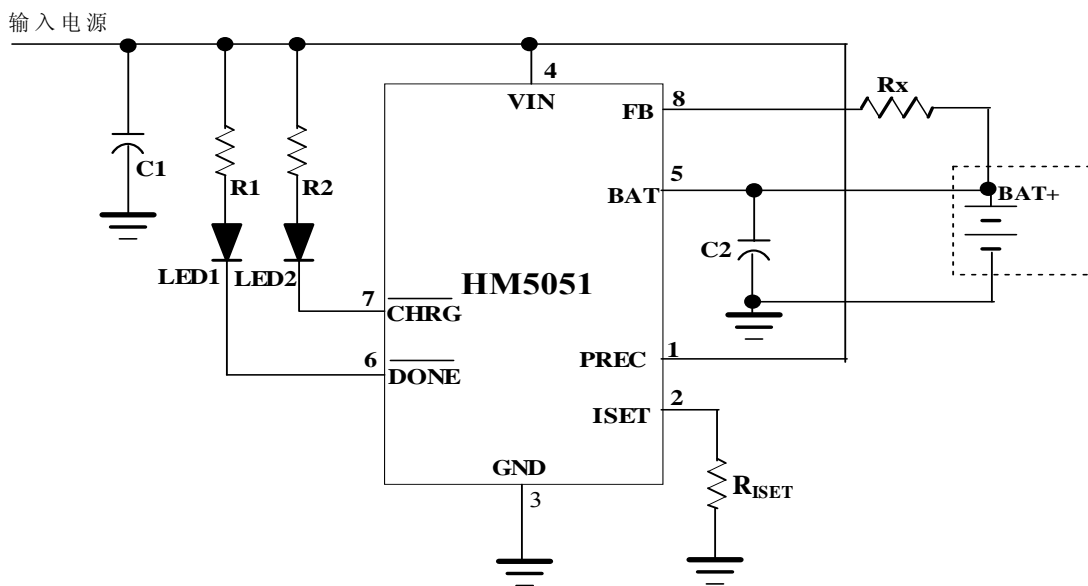 输入电源
4
VIN
FB
8
Rx
C1
R1
R2
BAT
5
BAT+
C2
LED1
LED2
HM5051
7
CHRG
6
DONE
PREC
1
ISET
2
GND
3
RISET